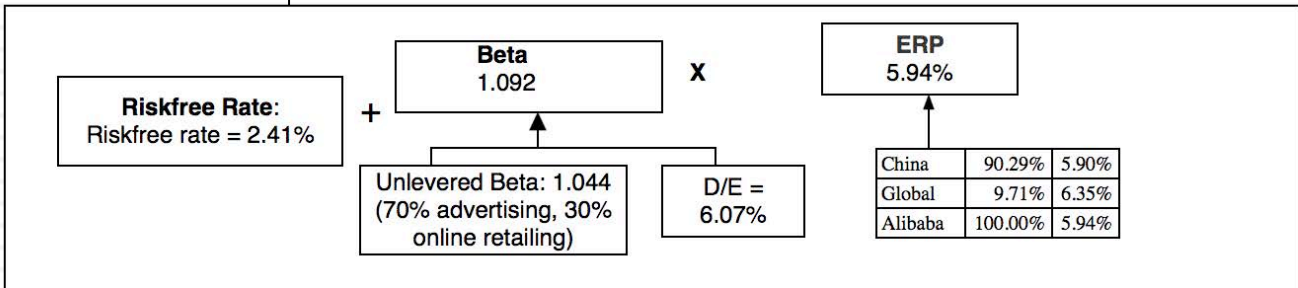 Riskfree Rate:
Riskfree rate = 2.41%
+
Beta
1.092
X
ERP
5.94%
Unlevered Beta: 1.044
(70% advertising, 30%
online retailing)
D/E =
6.07%
China 90.29% 5.90%
Global 9.71% 6.35%
Alibaba 100.00% 5.94%